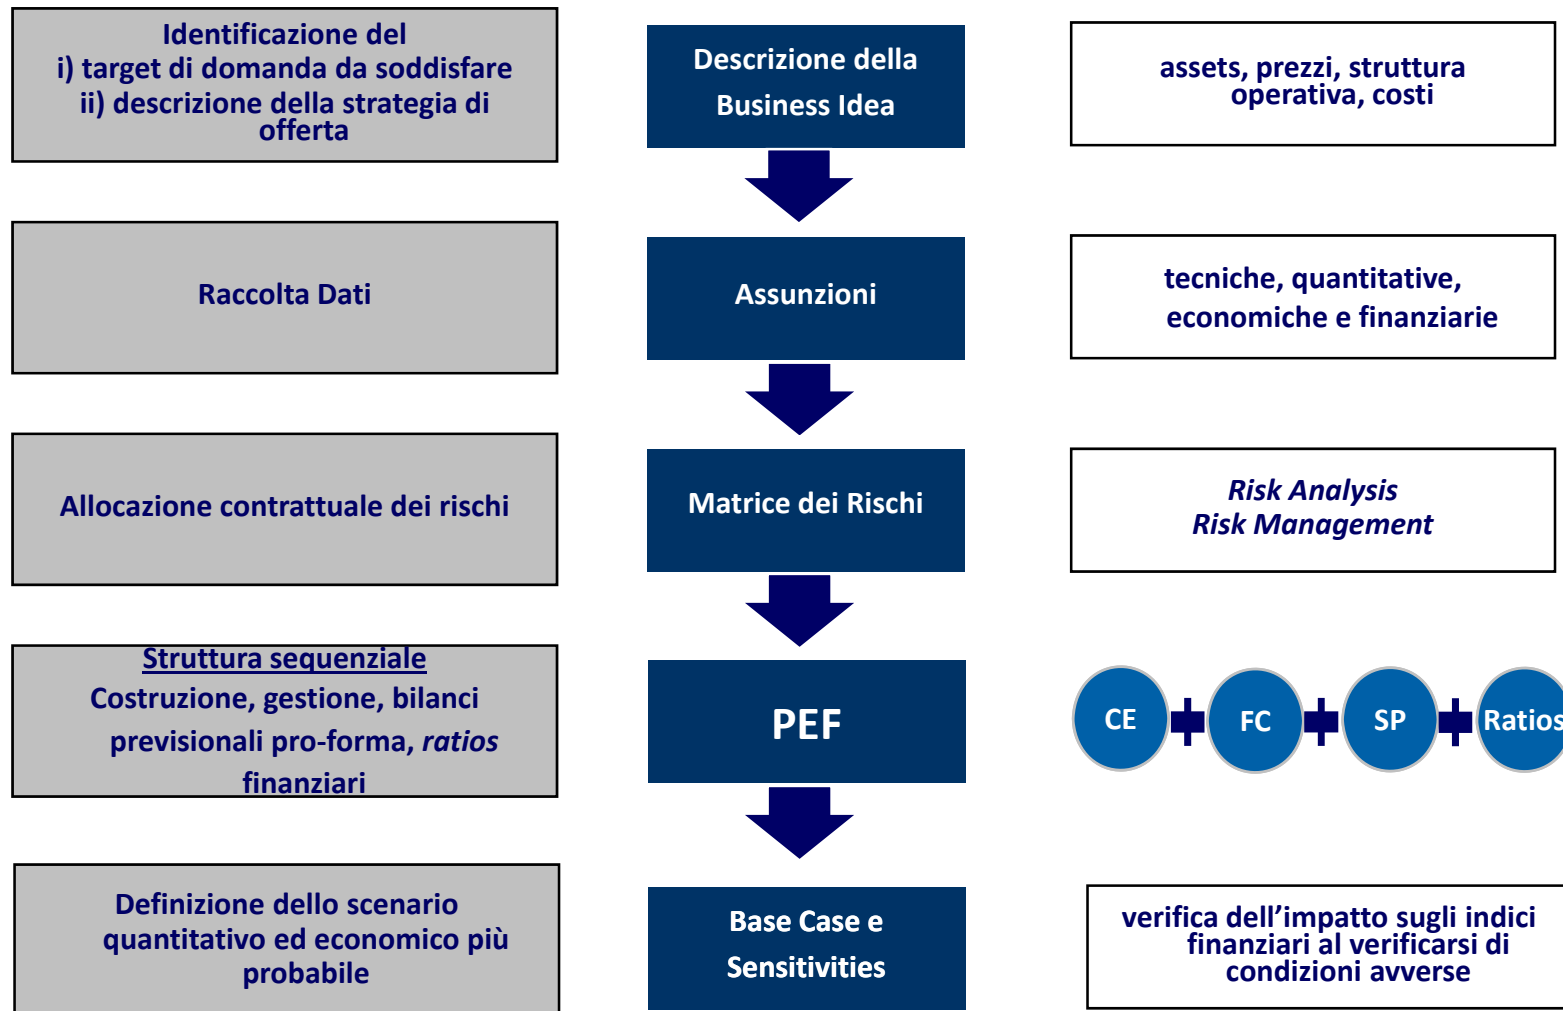 Identificazione del
i) target di domanda da soddisfare
ii) descrizione della strategia di
offerta
Descrizione della
Business Idea
assets, prezzi, struttura
operativa, costi
Raccolta Dati
Assunzioni
tecniche, quantitative,
economiche e finanziarie
Allocazione contrattuale dei rischi
Matrice dei Rischi
Risk Analysis
Risk Management
Struttura sequenziale
Costruzione, gestione, bilanci
previsionali pro-forma, ratios
finanziari
PEF
CE
FC
SP
Ratios
Definizione dello scenario
quantitativo ed economico più
probabile
Base Case e
Sensitivities
verifica dell’impatto sugli indici
finanziari al verificarsi di
condizioni avverse